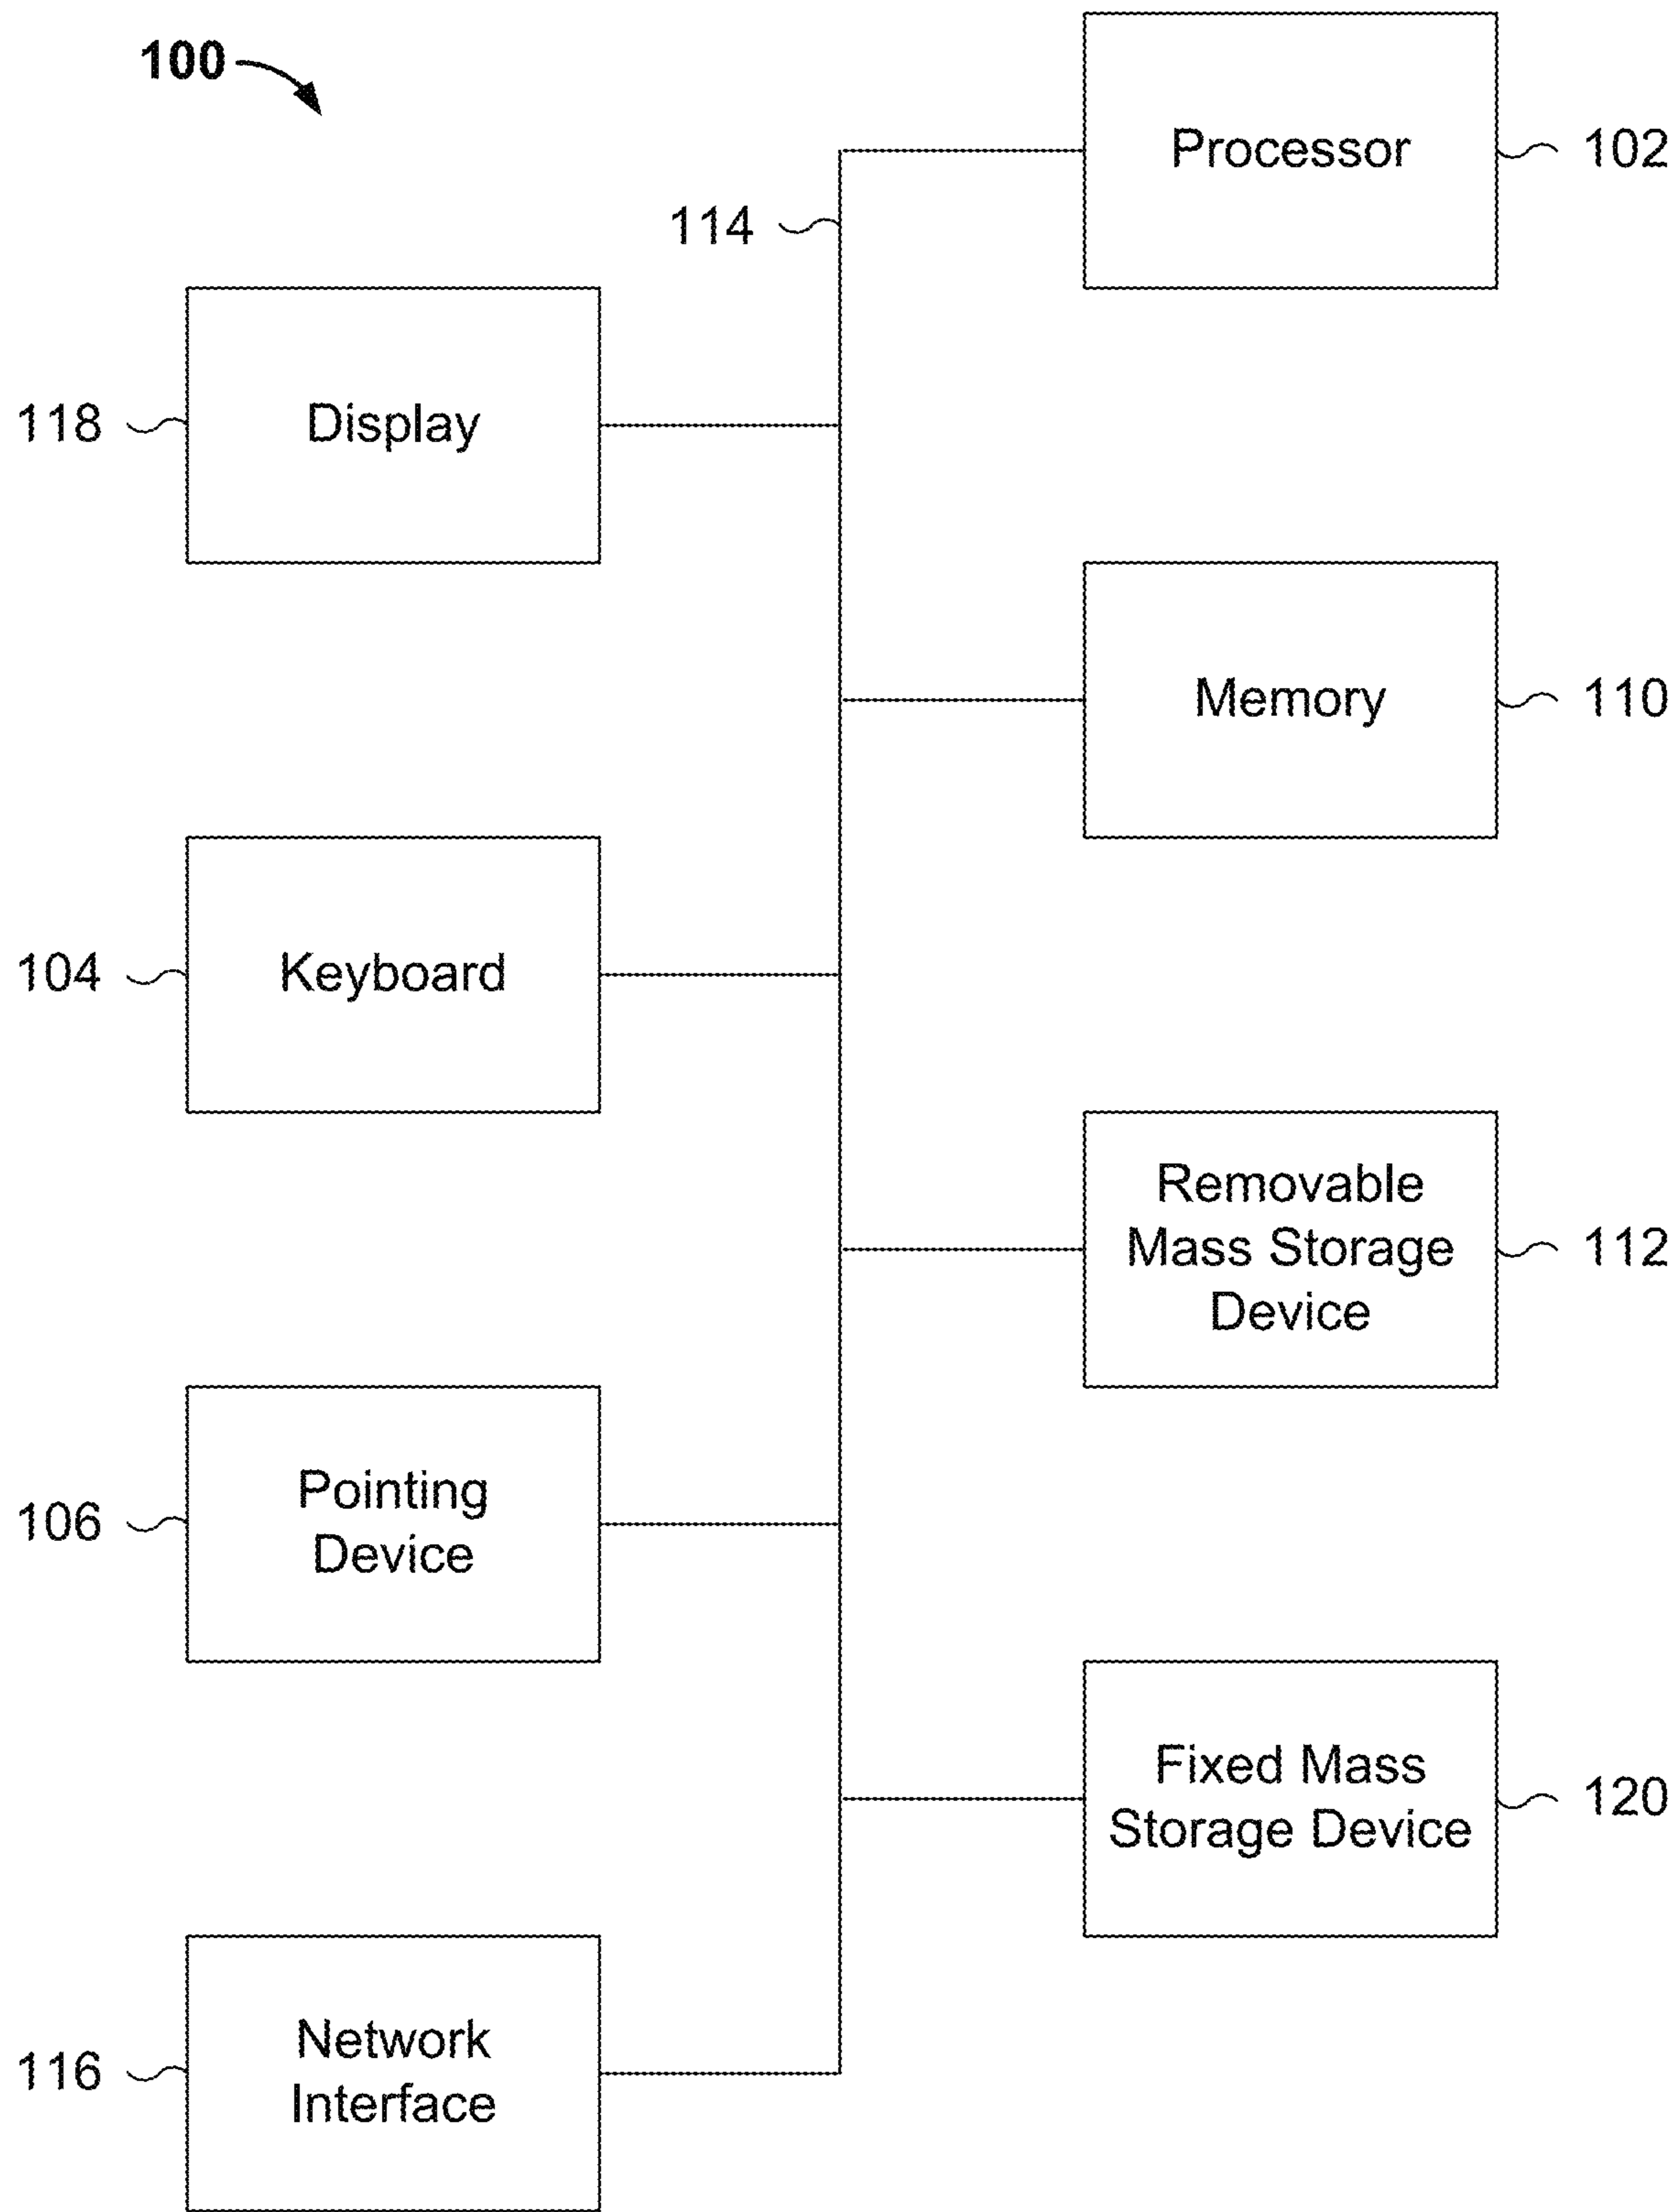 100
Processor
102
114
118
Display
Memory
110
104
Keyboard
Removable
Mass Storage
Device
112
106
Pointing
Device
Fixed Mass
Storage Device
120
116
Network
Interface